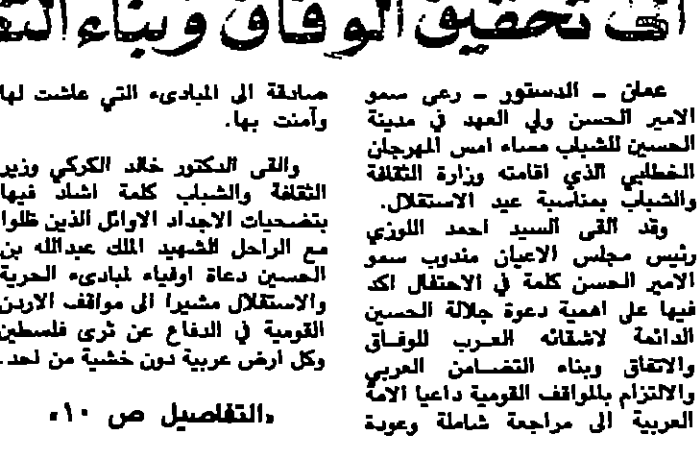 الى تحقيق الوفاق وبناء
عمان ــ الدستور ــ رعى سمو
الامير الحسن ولي العهد في مدينة
الحسين للشباب مساء امس المهرجان
الخطابي الذي اقامته وزارة الثقافة
والشباب بمناسبة عيد الاستقلال.
وقد القى السيد احمد اللوزي
رئيس مجلس الاعيان مندوب سمو
الامير الحسن كلمة في الاحتفال اكد
فيها على اهمية دعوة جلالة الحسين
الدائمة لاشقائه العرب للوفاق
والاتفاق وبناء التضامن العربي
والالتزام بالمواقف القومية داعيا الامة
العربية الى مراجعة شاملة وعودة
صادقة الى المبادىء التي عاشت لها
وآمنت بها.
والقى الدكتور خالد الكركي وزير
الثقافة والشباب كلمة اشاد فيها
بتضحيات الاجداد الاوائل الذين ظلوا
مع الراحل الشهيد الملك عبدالله بن
الحسين دعاة اوفياء لمبادىء الحرية
والاستقلال مشيرا الى مواقف الاردن
القومية في الدفاع عن ثرى فلسطين
وكل ارض عربية دون خشية من احد.
«التفاصيل ص ١٠»